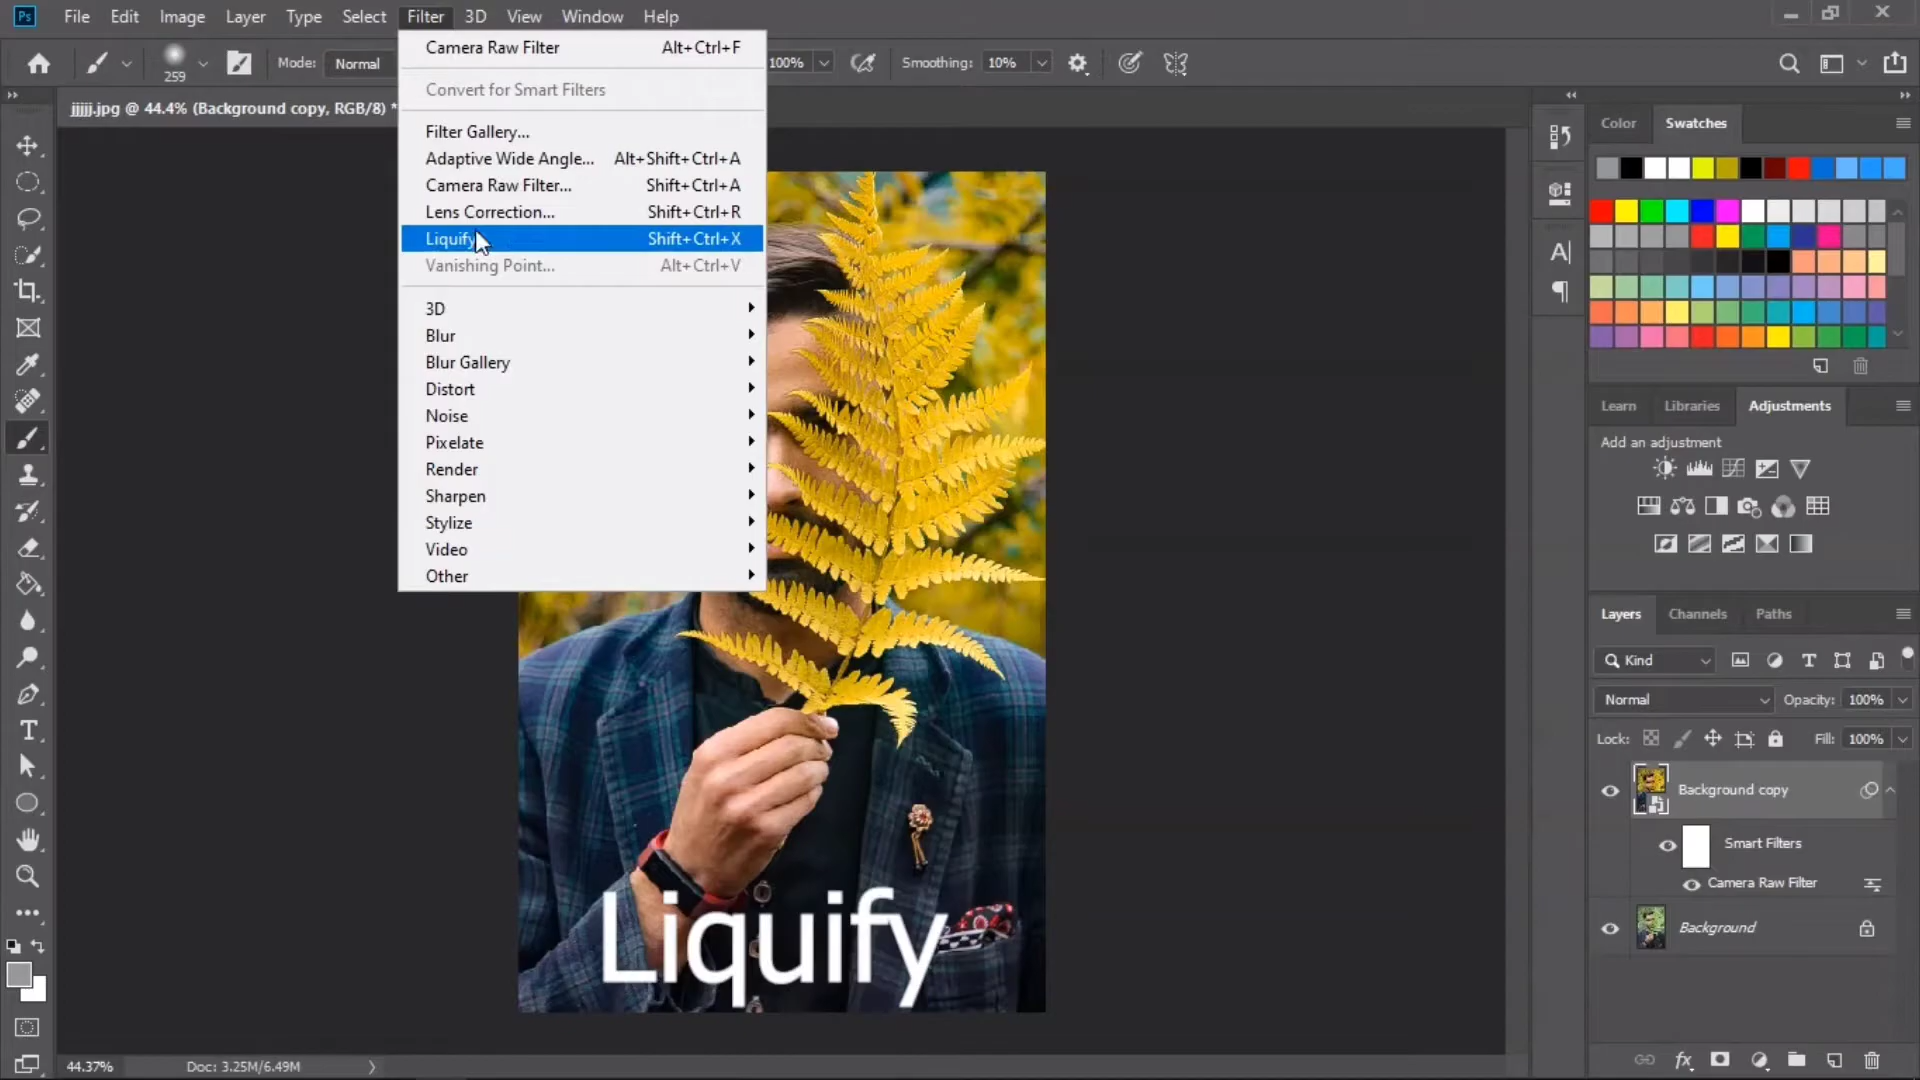 Ps File Edit Image Layer Type Select Filter 3D View Window Help
259 Mode: Normal 100% Smoothing: 10%
jjjjj.jpg @ 44.4% (Background copy, RGB/8) *
Camera Raw Filter Alt+Ctrl+F
Convert for Smart Filters
Filter Gallery...
Adaptive Wide Angle... Alt+Shift+Ctrl+A
Camera Raw Filter... Shift+Ctrl+A
Lens Correction... Shift+Ctrl+R
Liquify Shift+Ctrl+X
Vanishing Point... Alt+Ctrl+V
3D
Blur
Blur Gallery
Distort
Noise
Pixelate
Render
Sharpen
Stylize
Video
Other
Liquify
Color Swatches
Learn Libraries Adjustments
Add an adjustment
Layers Channels Paths
Kind
Normal Opacity: 100%
Lock: Fill: 100%
Background copy
Smart Filters
Camera Raw Filter
Background
44.37% Doc: 3.25M/6.49M